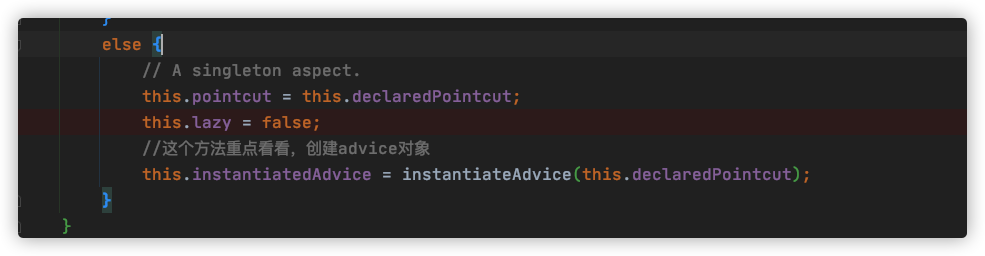 }
else {
// A singleton aspect.
this.pointcut = this.declaredPointcut;
this.lazy = false;
//这个方法重点看看，创建advice对象
this.instantiatedAdvice = instantiateAdvice(this.declaredPointcut);
}
}